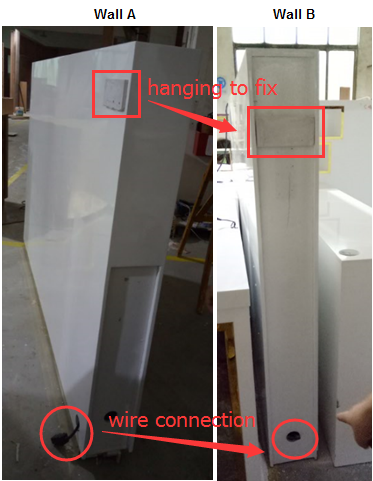 Wall A
Wall B
hanging to fix
wire connection